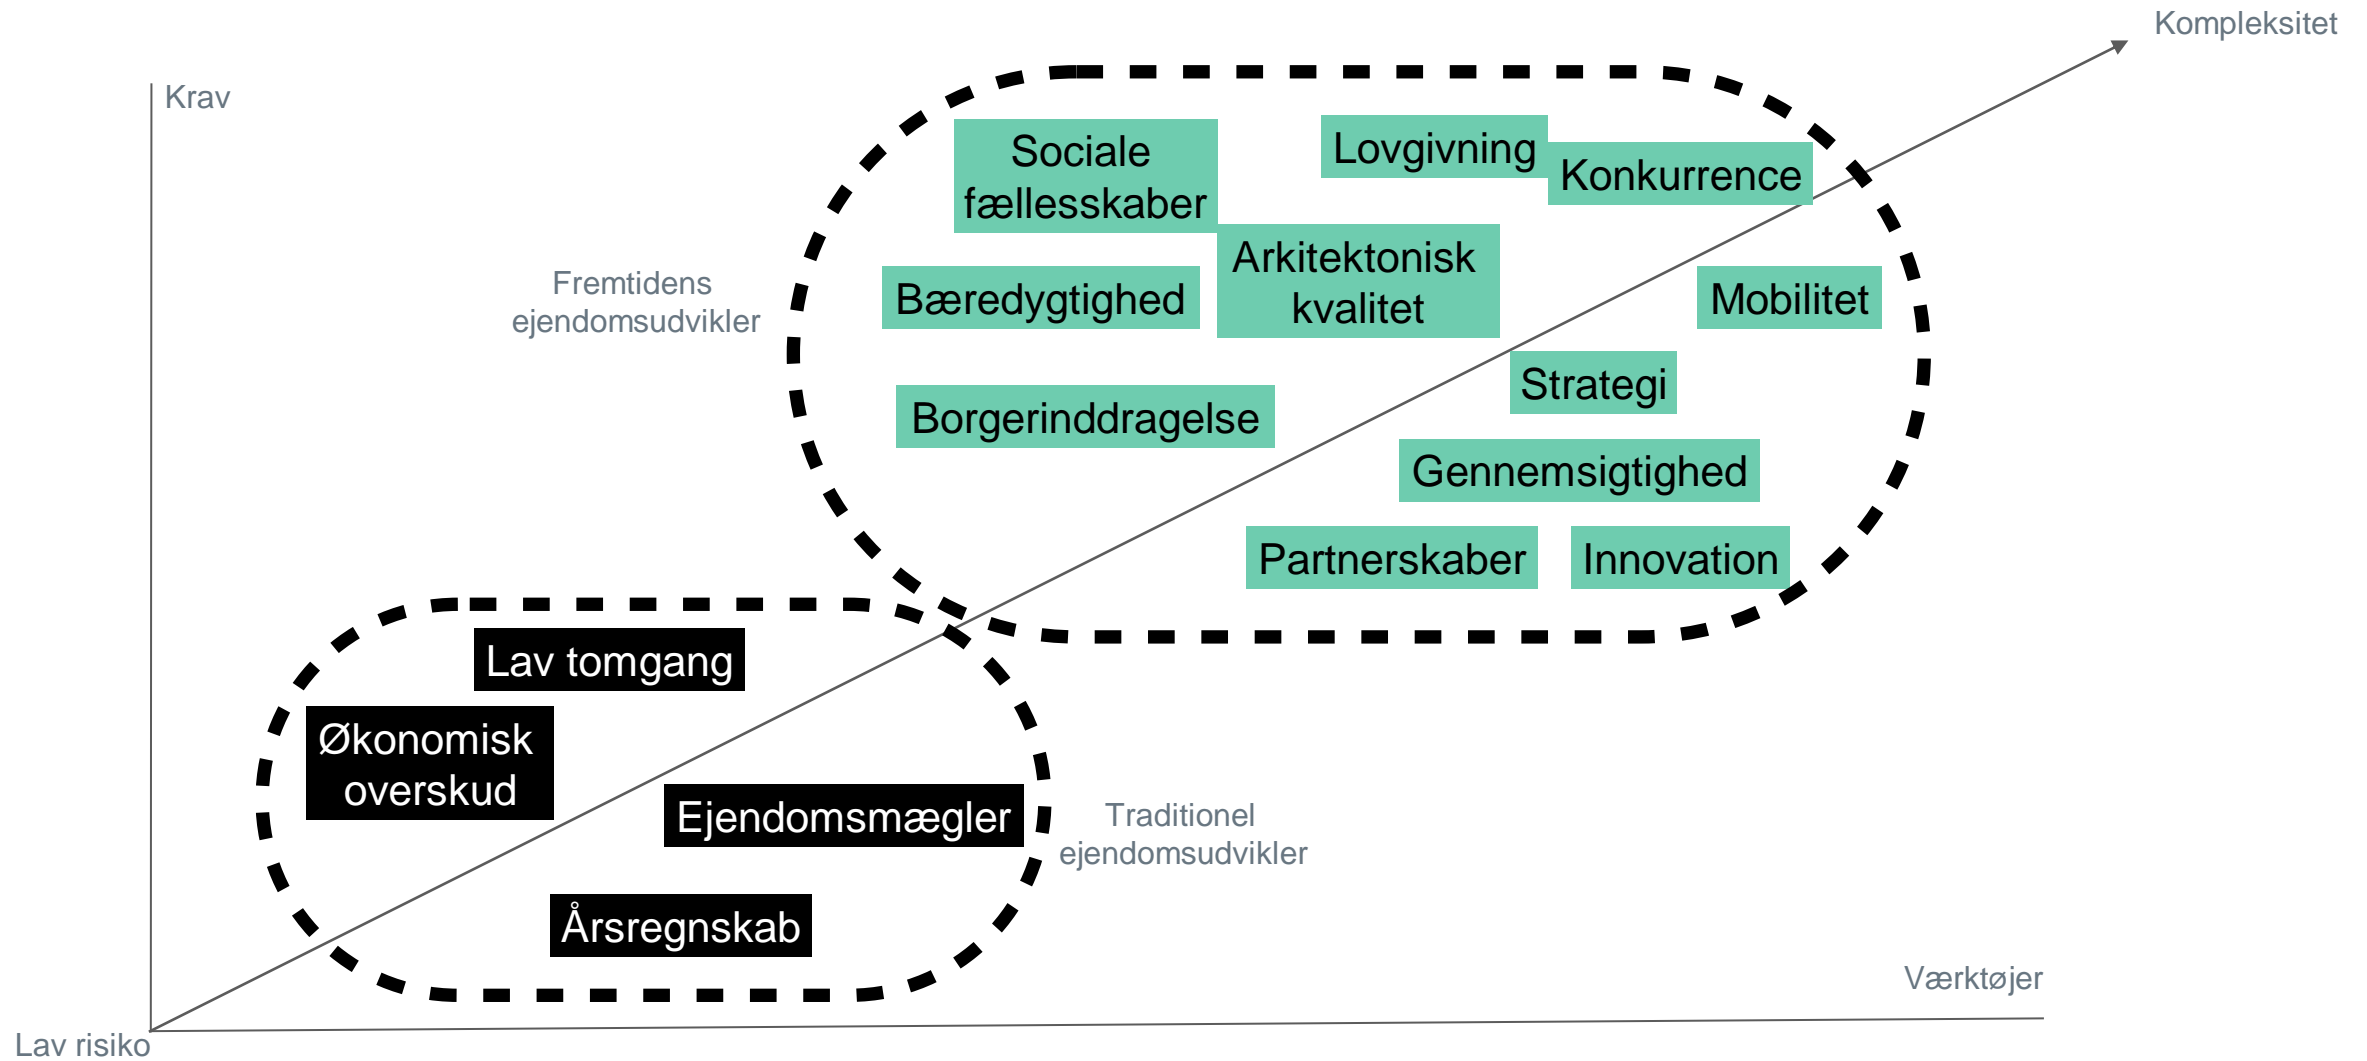 Kompleksitet
Krav
Sociale
fællesskaber
Lovgivning
Konkurrence
Arkitektonisk
kvalitet
Fremtidens
ejendomsudvikler
Bæredygtighed
Mobilitet
Strategi
Borgerinddragelse
Gennemsigtighed
Partnerskaber
Innovation
Lav tomgang
Økonomisk
overskud
Ejendomsmægler
Traditionel
ejendomsudvikler
Årsregnskab
Værktøjer
Lav risiko